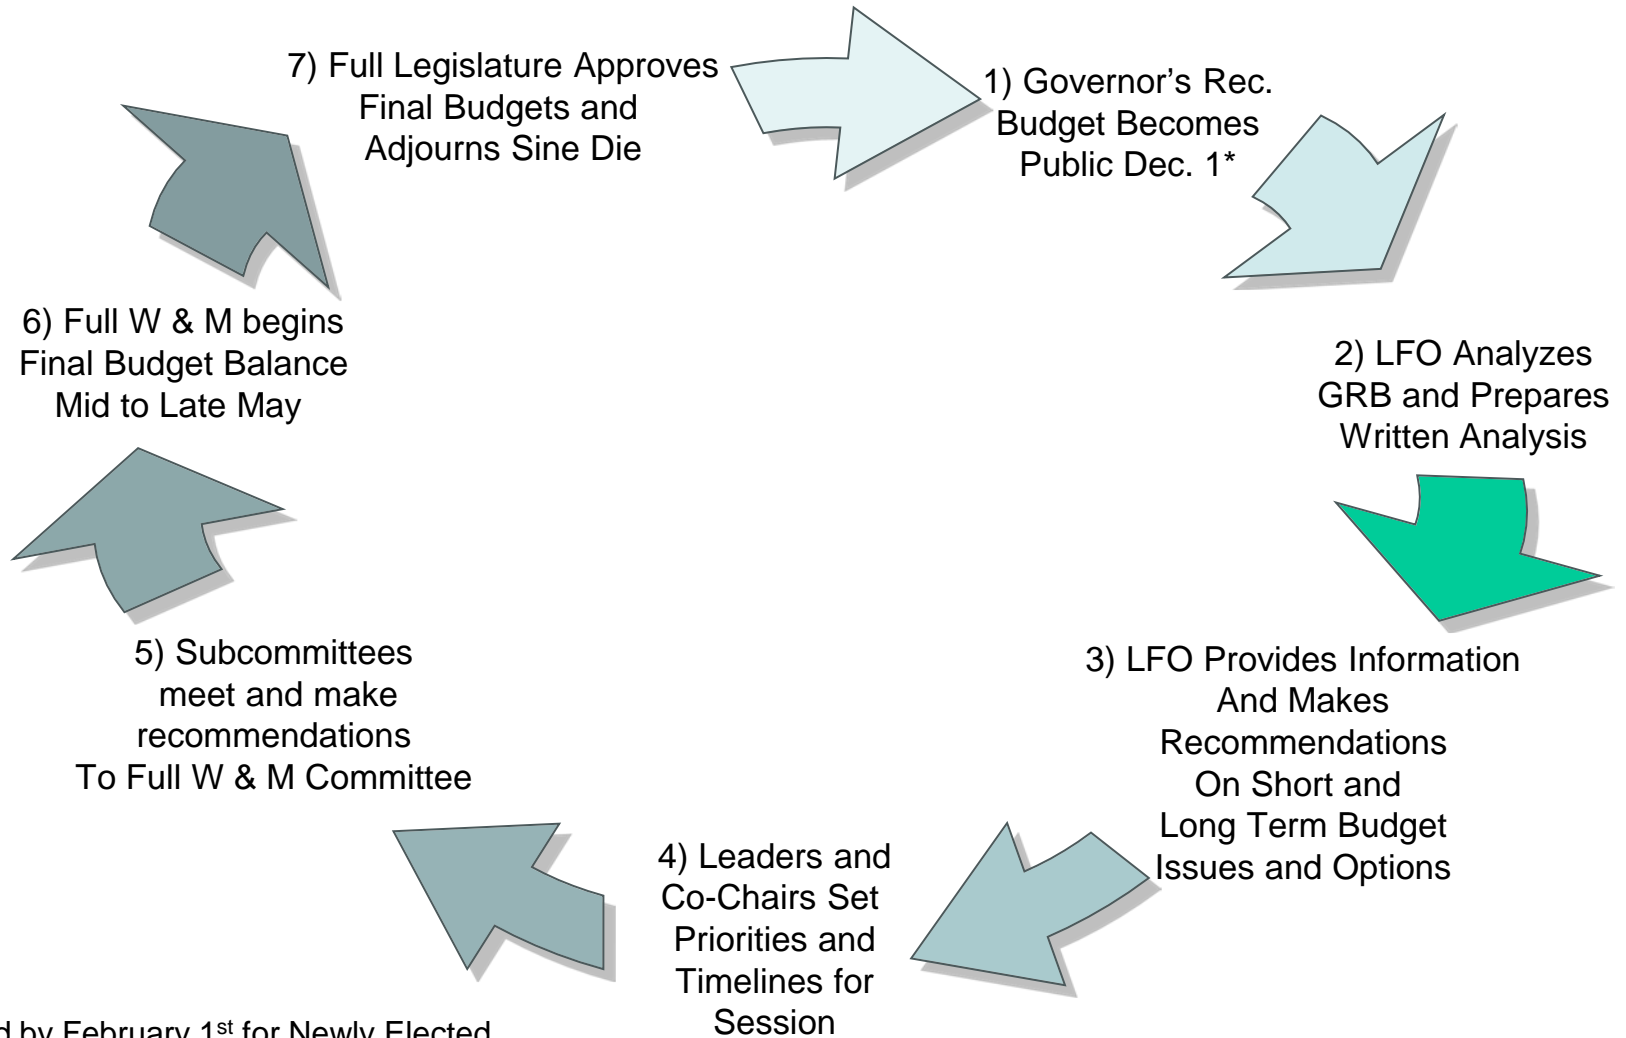 7) Full Legislature Approves
Final Budgets and
Adjourns Sine Die
1) Governor's Rec.
Budget Becomes
Public Dec. 1*
2) LFO Analyzes
GRB and Prepares
Written Analysis
3) LFO Provides Information
And Makes
Recommendations
On Short and
Long Term Budget
Issues and Options
4) Leaders and
Co-Chairs Set
Priorities and
Timelines for
Session
5) Subcommittees
meet and make
recommendations
To Full W & M Committee
6) Full W & M begins
Final Budget Balance
Mid to Late May
by February 1st for Newly Elected